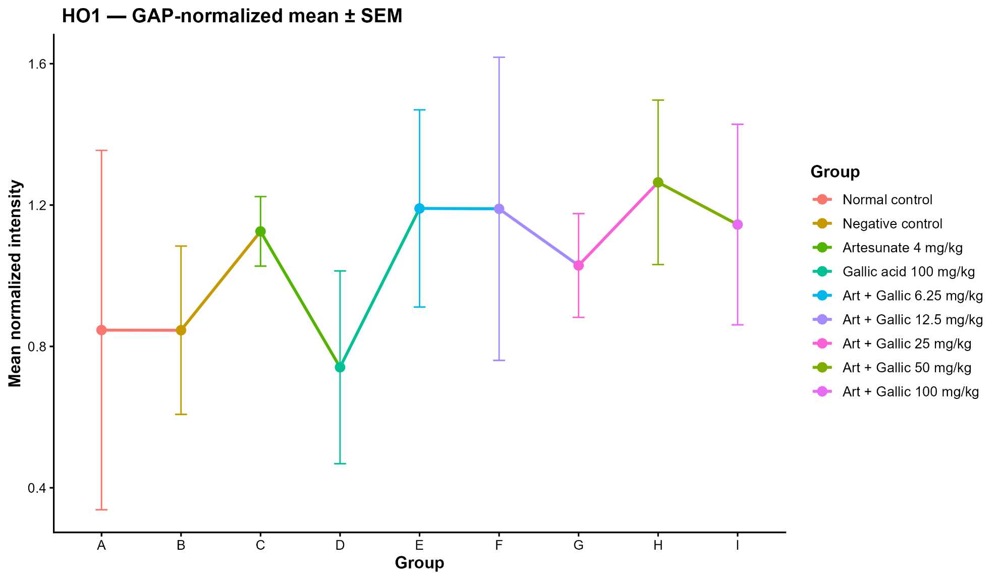 HO1 — GAP-normalized mean ± SEM
Mean normalized intensity
1.6
1.2
0.8
0.4
A B C D E F G H I
Group
Group
Normal control
Negative control
Artesunate 4 mg/kg
Gallic acid 100 mg/kg
Art + Gallic 6.25 mg/kg
Art + Gallic 12.5 mg/kg
Art + Gallic 25 mg/kg
Art + Gallic 50 mg/kg
Art + Gallic 100 mg/kg